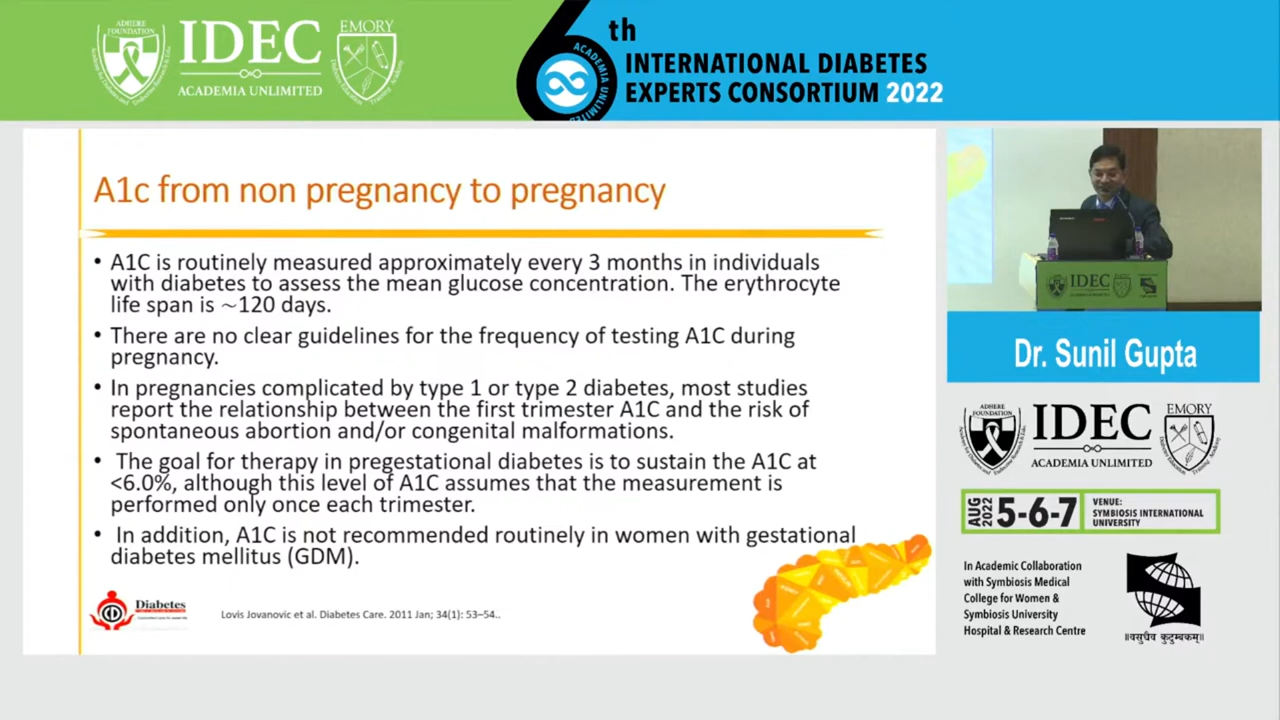 ADHERE
FOUNDATION
IDEC
ACADEMIA UNLIMITED
EMORY
6th
ACADEMIA UNLIMITED
INTERNATIONAL DIABETES
EXPERTS CONSORTIUM 2022
A1c from non pregnancy to pregnancy
• A1C is routinely measured approximately every 3 months in individuals
with diabetes to assess the mean glucose concentration. The erythrocyte
life span is ~120 days.
• There are no clear guidelines for the frequency of testing A1C during
pregnancy.
• In pregnancies complicated by type 1 or type 2 diabetes, most studies
report the relationship between the first trimester A1C and the risk of
spontaneous abortion and/or congenital malformations.
• The goal for therapy in pregestational diabetes is to sustain the A1C at
<6.0%, although this level of A1C assumes that the measurement is
performed only once each trimester.
• In addition, A1C is not recommended routinely in women with gestational
diabetes mellitus (GDM).
Diabetes
Lovis Jovanovic et al. Diabetes Care. 2011 Jan; 34(1): 53–54..
IDEC
Dr. Sunil Gupta
ADHERE
FOUNDATION
IDEC
ACADEMIA UNLIMITED
EMORY
AUG
2022
5-6-7
VENUE:
SYMBIOSIS INTERNATIONAL
UNIVERSITY
In Academic Collaboration
with Symbiosis Medical
College for Women &
Symbiosis University
Hospital & Research Centre
॥वसुधैव कुटुम्बकम्॥